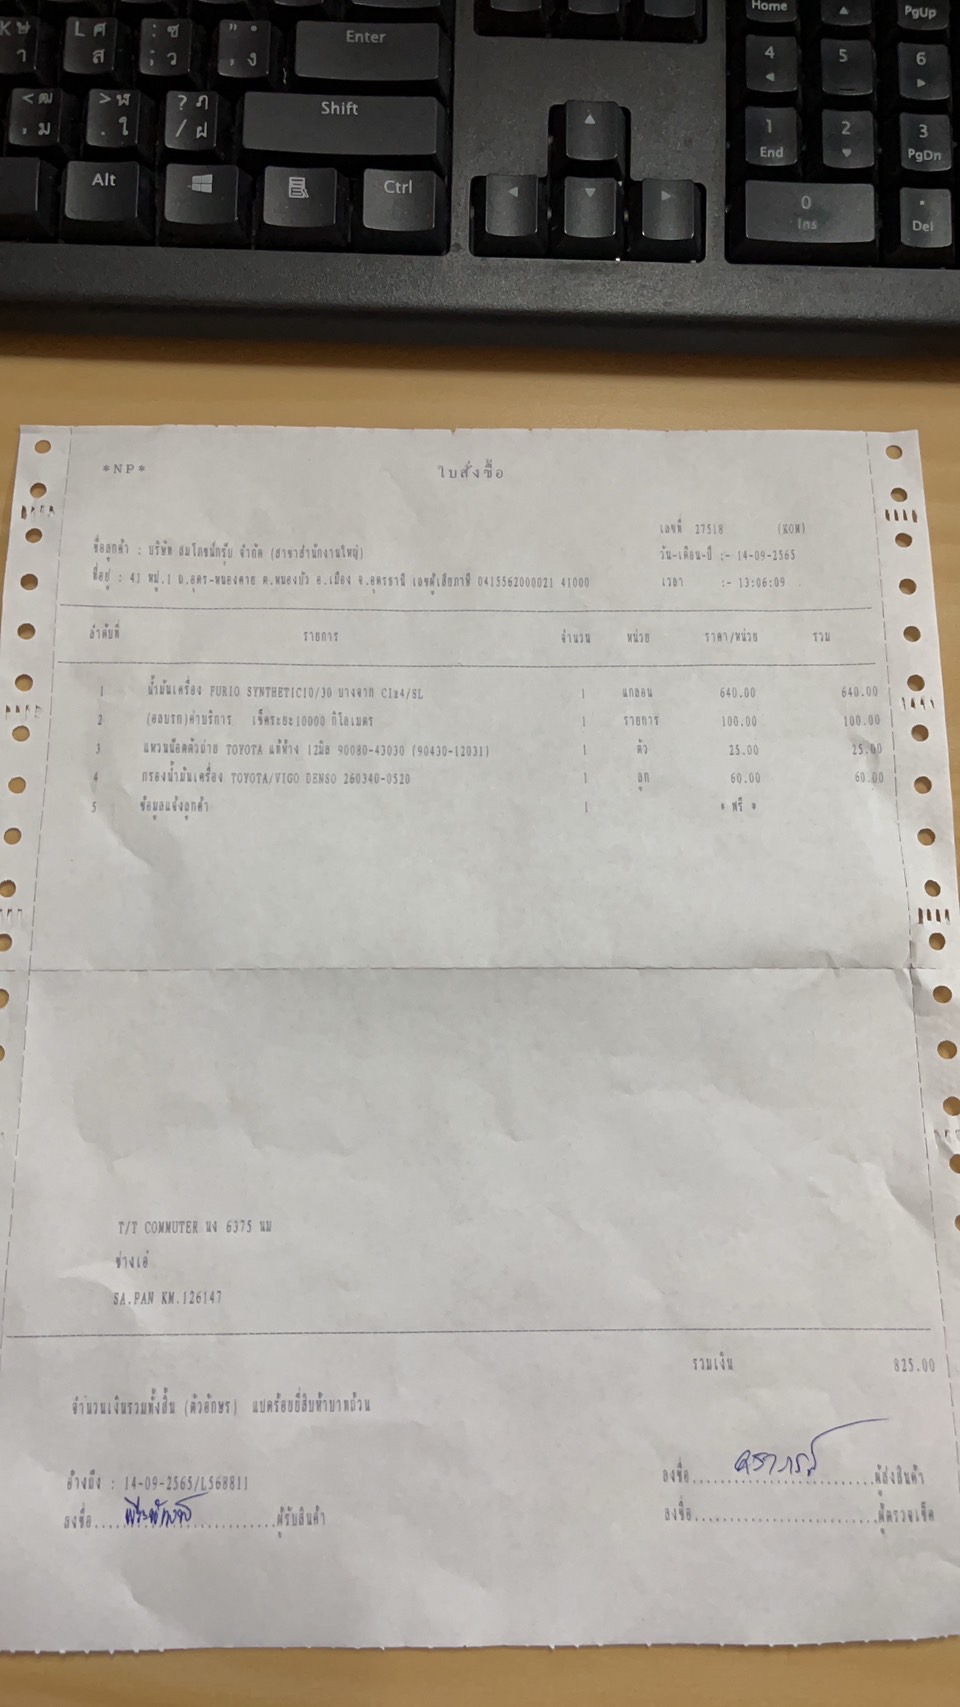 Home
PgUp
K ษ า
L ศ ส
: ซ ; ว
" . , ง
Enter
4
5
6
< ฒ , ม
> ฬ . ใ
? ภ / ฝ
Shift
1 End
2
3 PgDn
Alt
Ctrl
0 Ins
. Del
*NP*
ใบสั่งซื้อ
เลขที่ 27518 (KOM)
ชื่อลูกค้า : บริษัท สมโภชน์กรุ๊บ จำกัด (สาขาสำนักงานใหญ่)
วัน-เดือน-ปี :- 14-09-2565
ที่อยู่ : 43 หมู่.1 ถ.อุดร-หนองคาย ต.หนองบัว อ.เมือง จ.อุดรธานี เลขผู้เสียภาษี 0415562000021 41000
เวลา :- 13:06:09
ลำดับที่ รายการ จำนวน หน่วย ราคา/หน่วย รวม
1 น้ำมันเครื่อง FURIO SYNTHETIC10/30 บางจาก CIa4/SL 1 แกลอน 640.00 640.00
2 (ออบรถ)ค่าบริการ เช็คระยะ10000 กิโลเมตร 1 รายการ 100.00 100.00
3 แหวนน็อตตัวถ่าย TOYOTA แท้ห้าง 12มิล 90080-43030 (90430-12031) 1 ตัว 25.00 25.00
4 กรองน้ำมันเครื่อง TOYOTA/VIGO DENSO 260340-0520 1 ลูก 60.00 60.00
5 ข้อมูลแจ้งลูกค้า 1 * ฟรี *
T/T COMMUTER นง 6375 นม
ช่างเอ๋
SA.PAN KM.126147
รวมเงิน 825.00
จำนวนเงินรวมทั้งสิ้น (ตัวอักษร) แปดร้อยยี่สิบห้าบาทถ้วน
อ้างถึง : 14-09-2565/L568811
ลงชื่อ..............................ผู้ส่งสินค้า
ลงชื่อ..............................ผู้รับสินค้า
ลงชื่อ..............................ผู้ตรวจเช็ค